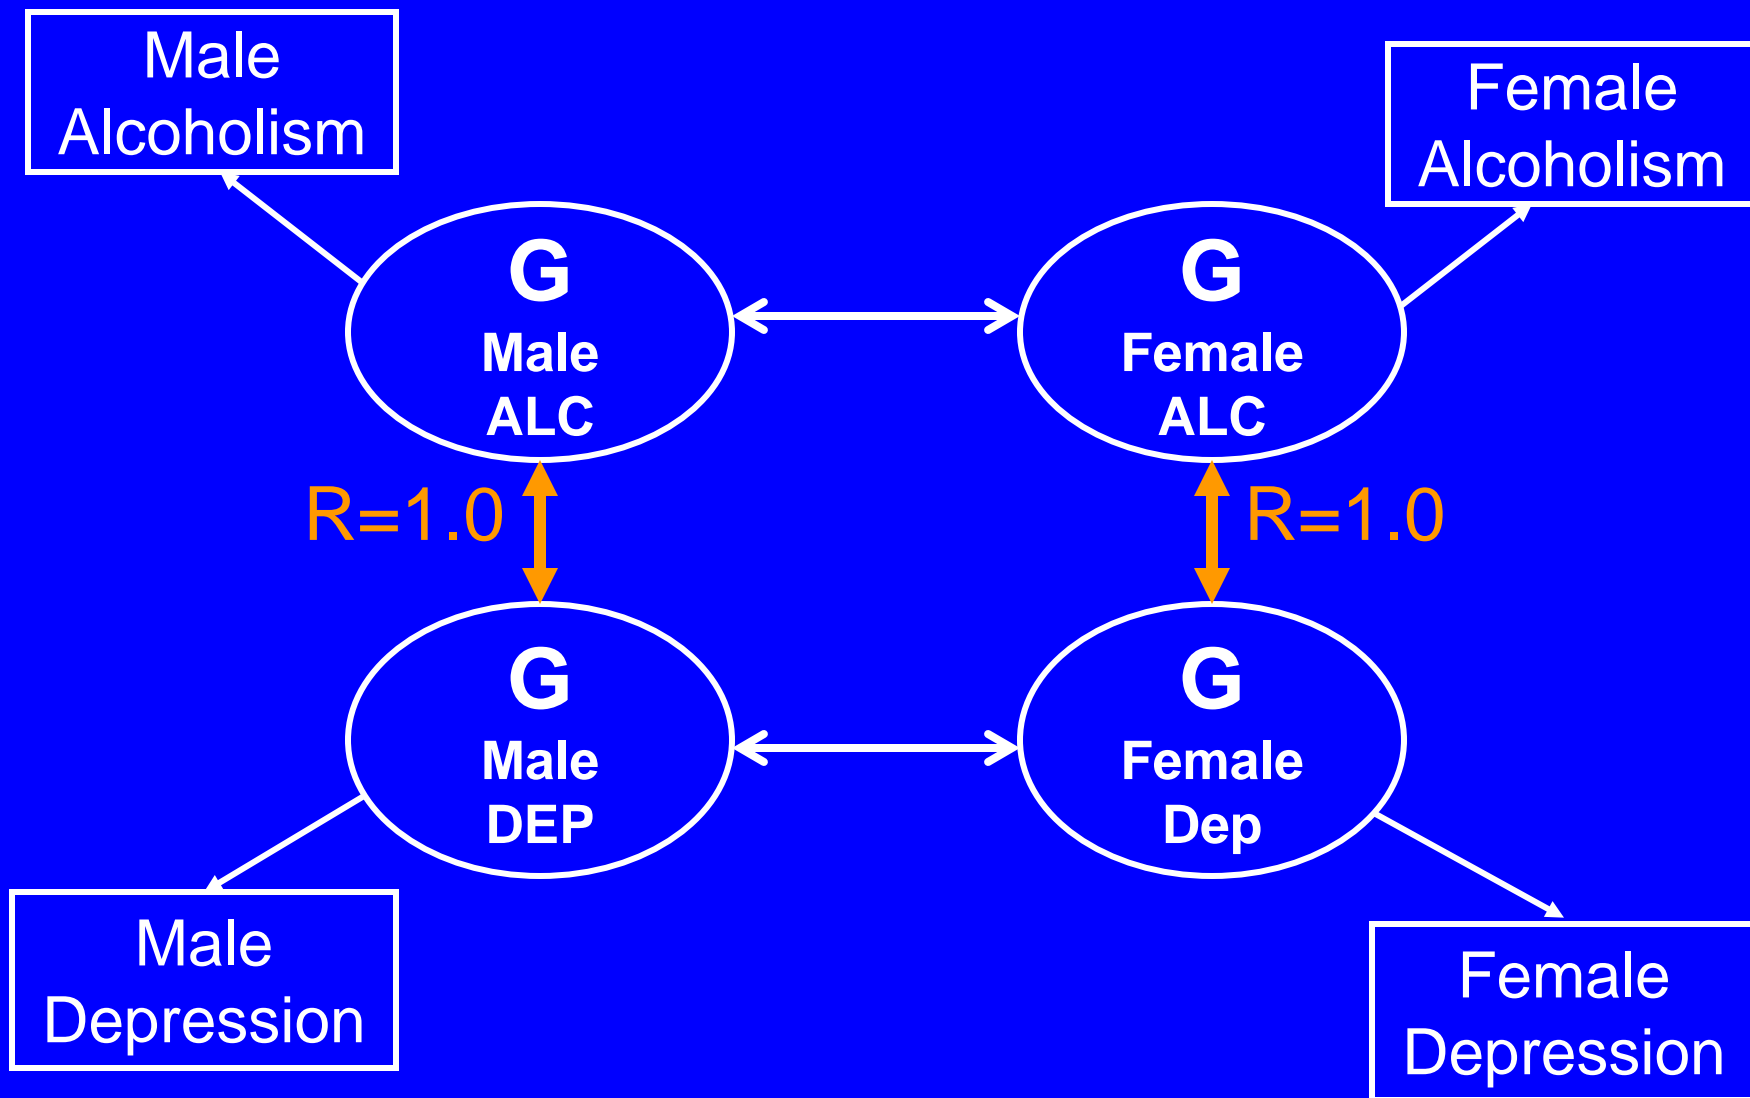 Male
Alcoholism
Female
Alcoholism
G
Male
ALC
G
Female
ALC
R=1.0
R=1.0
G
Male
DEP
G
Female
Dep
Male
Depression
Female
Depression